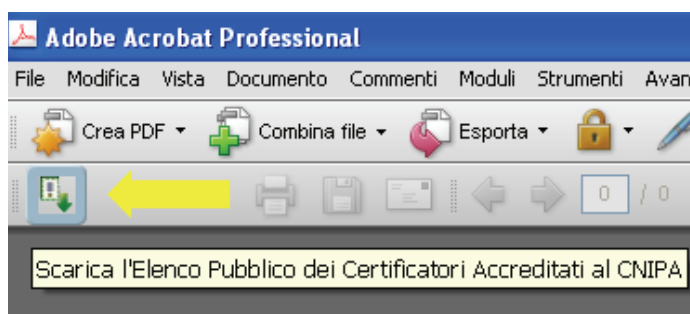 Adobe Acrobat Professional
File Modifica Vista Documento Commenti Moduli Strumenti Avan
Crea PDF Combina file Esporta
0 / 0
Scarica l'Elenco Pubblico dei Certificatori Accreditati al CNIPA